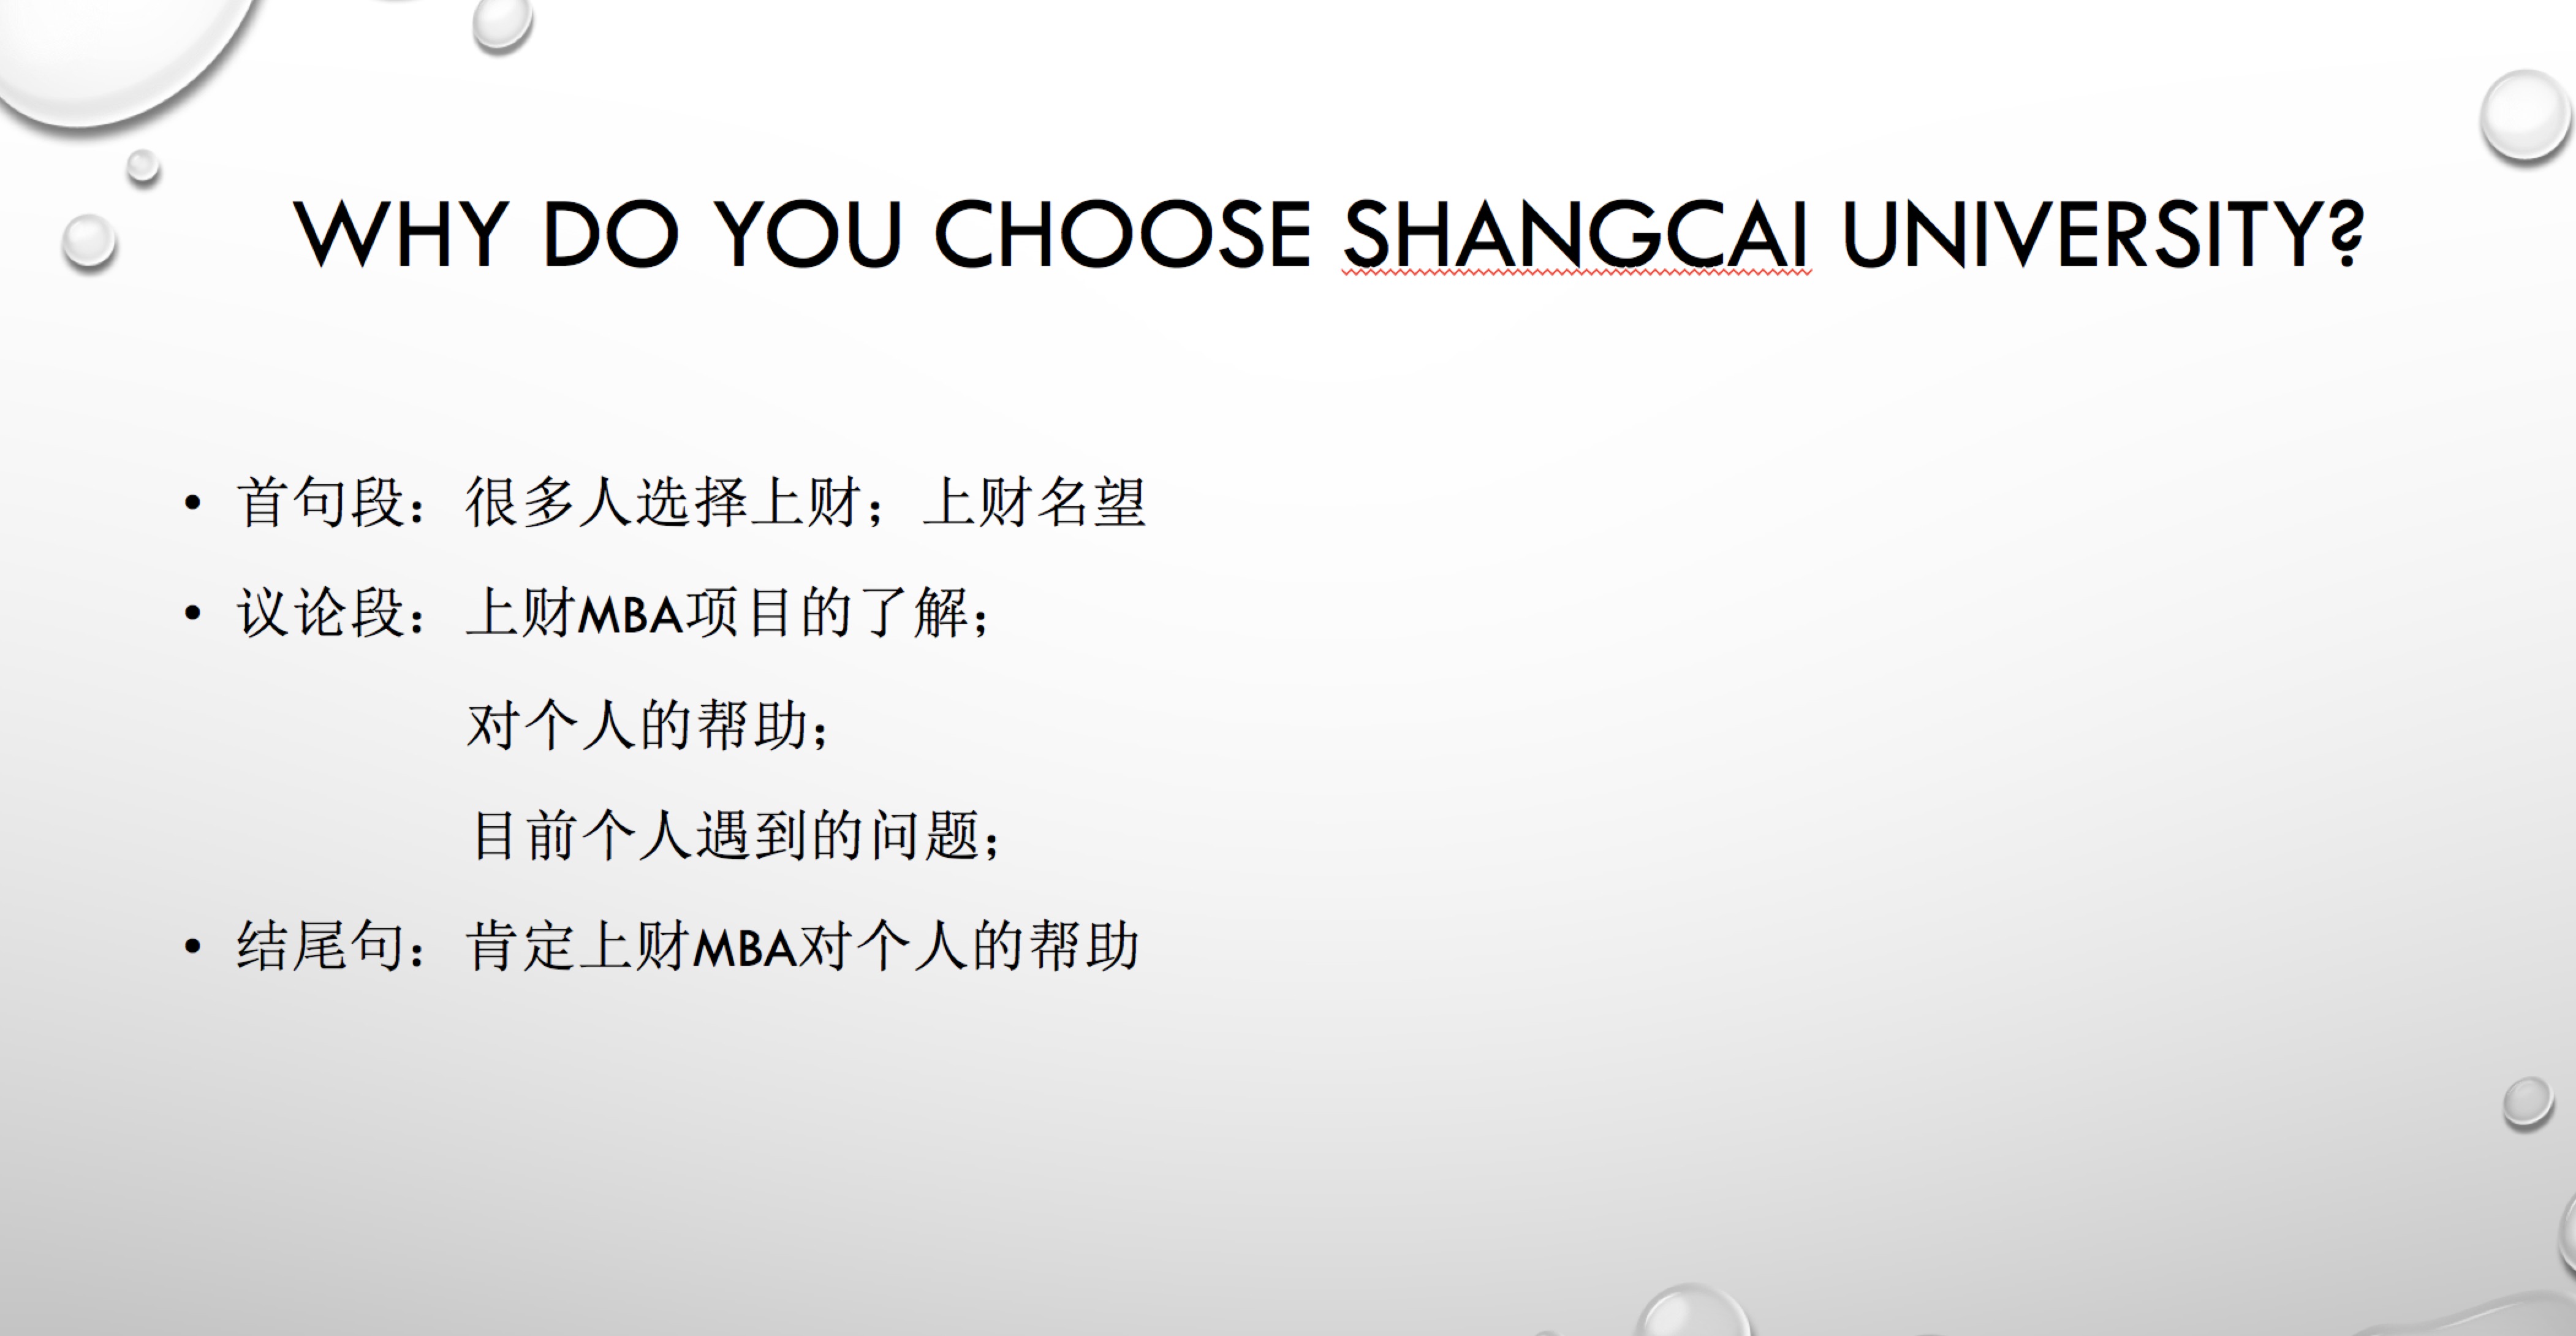 WHY DO YOU CHOOSE SHANGCAI UNIVERSITY?
• 首句段：很多人选择上财；上财名望
• 议论段：上财MBA项目的了解；
对个人的帮助；
目前个人遇到的问题；
• 结尾句：肯定上财MBA对个人的帮助